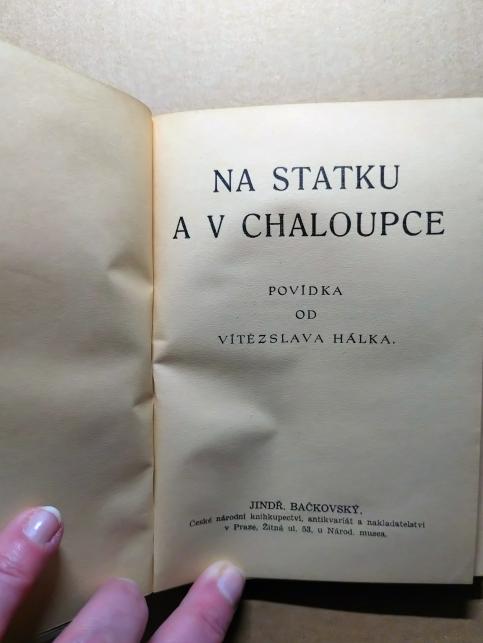 NA STATKU
A V CHALOUPCE
POVÍDKA
OD
VÍTĚZSLAVA HÁLKA.
JINDŘ. BAČKOVSKÝ,
České národní knihkupectví, antikvariát a nakladatelství
v Praze, Žitná ul. 53, u Národ. musea.